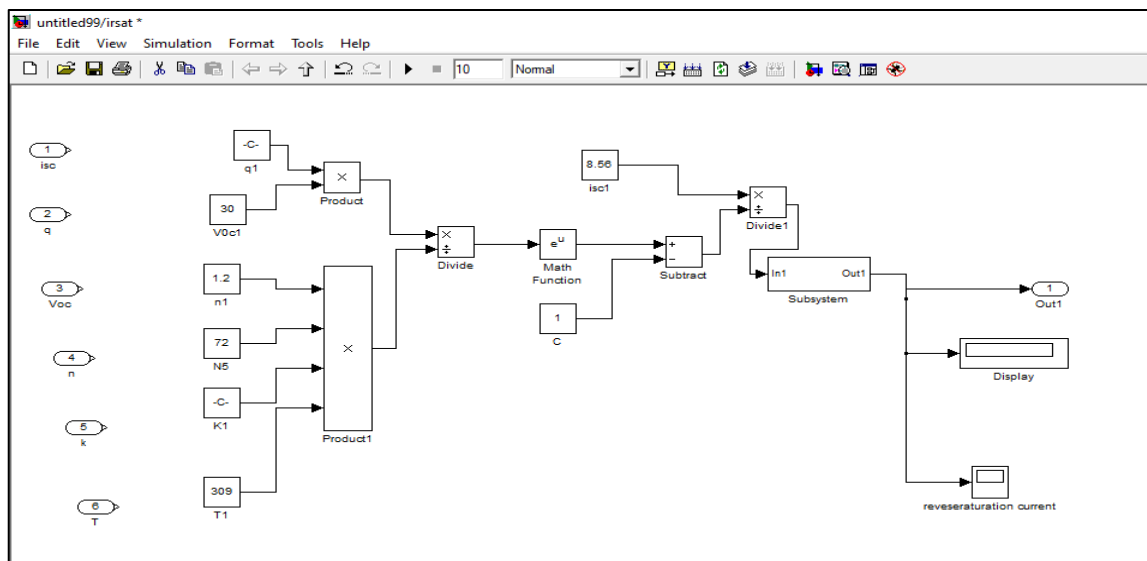 untitled99/irsat *
File Edit View Simulation Format Tools Help
10 Normal
1
isc
2
q
3
Voc
4
n
5
k
6
T
-C-
q1
30
V0c1
×
Product
1.2
n1
72
N5
-C-
K1
309
T1
×
Product1
×
÷
Divide
eu
Math
Function
1
C
+
−
Subtract
8.56
isc1
×
÷
Divide1
In1 Out1
Subsystem
1
Out1
Display
reveseraturation current